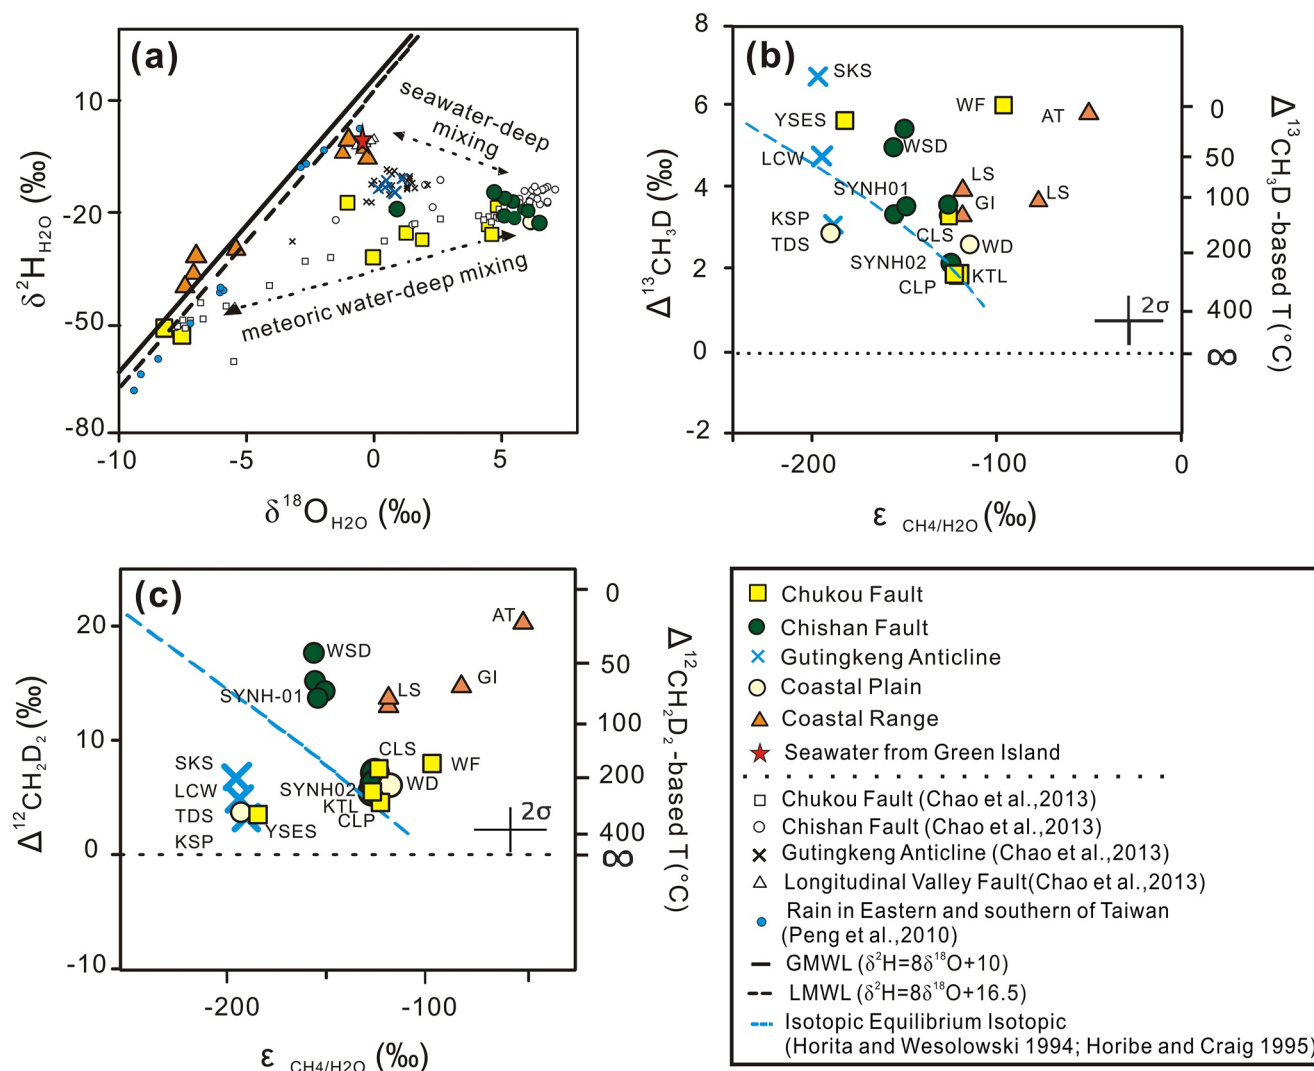 (a)
seawater-deep
mixing
meteoric water-deep mixing
10
-20
-50
-80
-10
-5
0
5
δ²H_H2O (‰)
δ¹⁸O_H2O (‰)
(b)
8
6
4
2
0
-2
-200
-100
0
Δ¹³CH₃D (‰)
ε CH4/H2O (‰)
0
50
100
200
400
∞
Δ¹³CH₃D-based T(°C)
SKS
YSES
WF
AT
LCW
WSD
SYNH01
LS
LS
KSP
GI
TDS
CLS
WD
SYNH02
CLP
KTL
2σ
(c)
20
10
0
-10
-200
-100
Δ¹²CH₂D₂ (‰)
ε CH4/H2O (‰)
0
50
100
200
400
∞
Δ¹²CH₂D₂-based T(°C)
AT
WSD
GI
SYNH-01
LS
CLS
SKS
WF
LCW
SYNH02
WD
TDS
KTL
KSP
YSES
CLP
2σ
Chukou Fault
Chishan Fault
Gutingkeng Anticline
Coastal Plain
Coastal Range
Seawater from Green Island
Chukou Fault (Chao et al.,2013)
Chishan Fault (Chao et al.,2013)
Gutingkeng Anticline (Chao et al.,2013)
Longitudinal Valley Fault(Chao et al.,2013)
Rain in Eastern and southern of Taiwan
(Peng et al.,2010)
GMWL (δ²H=8δ¹⁸O+10)
LMWL (δ²H=8δ¹⁸O+16.5)
Isotopic Equilibrium Isotopic
(Horita and Wesolowski 1994; Horibe and Craig 1995)